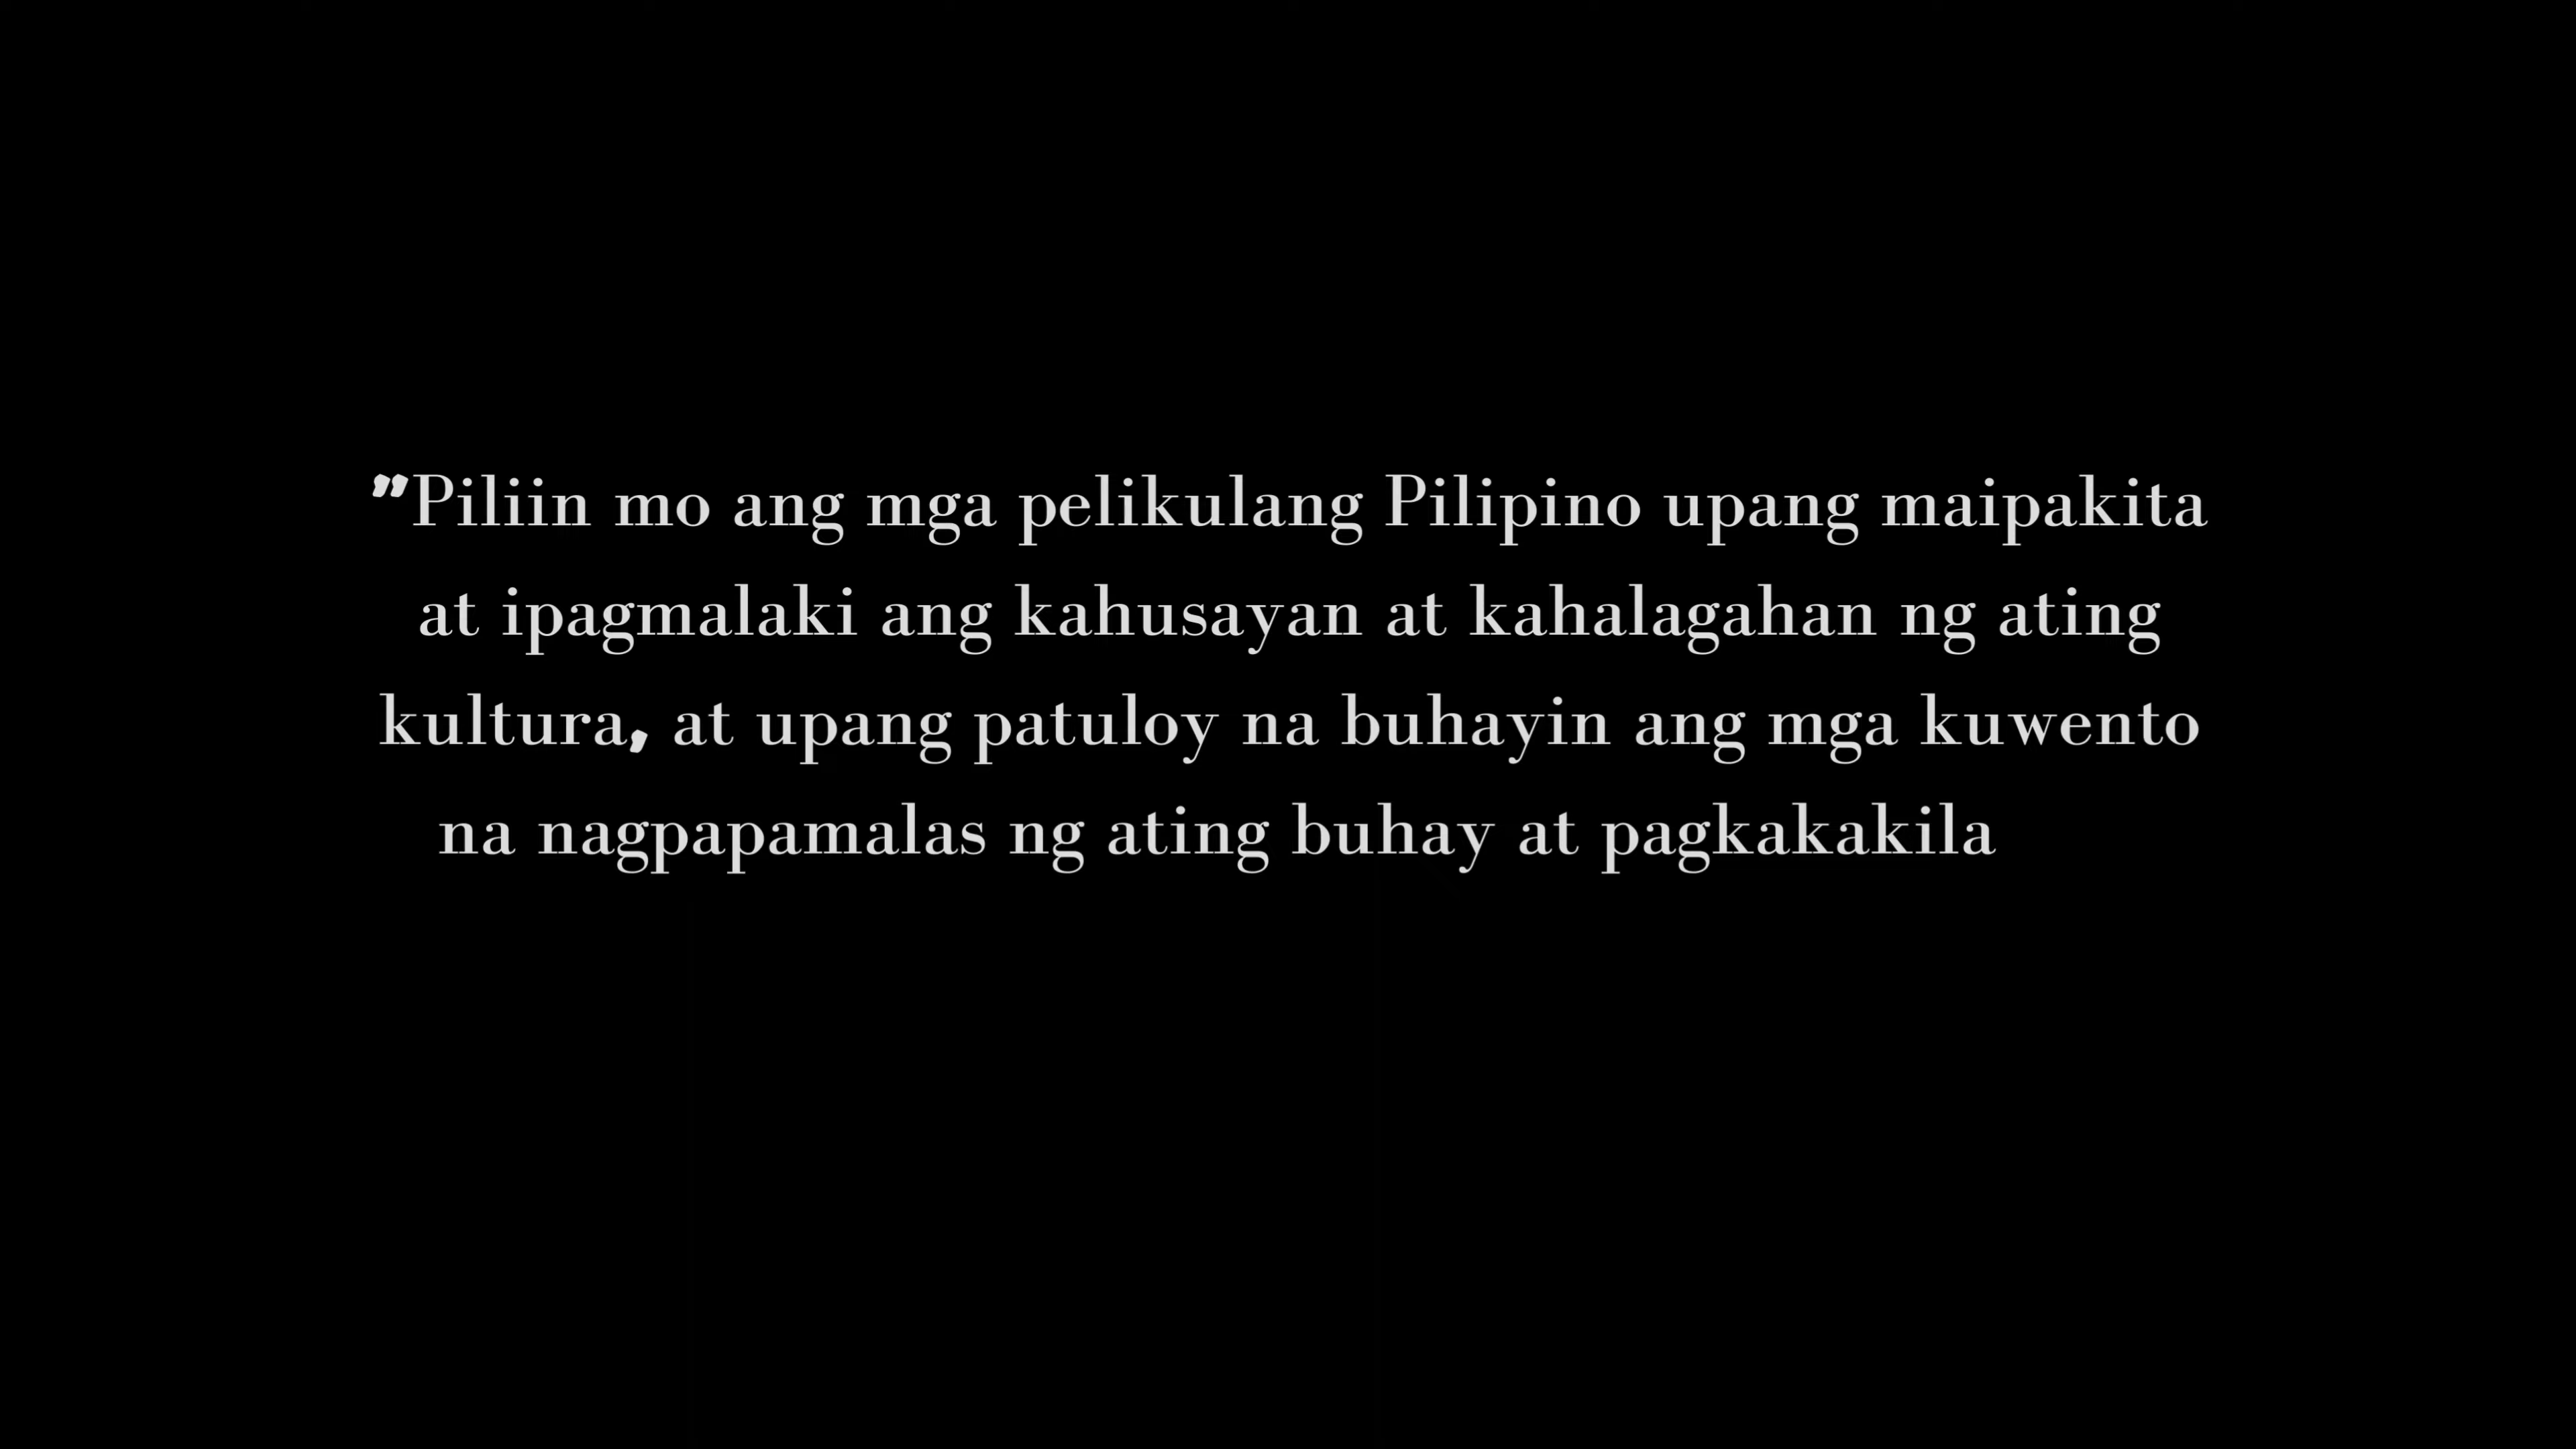 "Piliin mo ang mga pelikulang Pilipino upang maipakita
at ipagmalaki ang kahusayan at kahalagahan ng ating
kultura, at upang patuloy na buhayin ang mga kuwento
na nagpapamalas ng ating buhay at pagkakakila